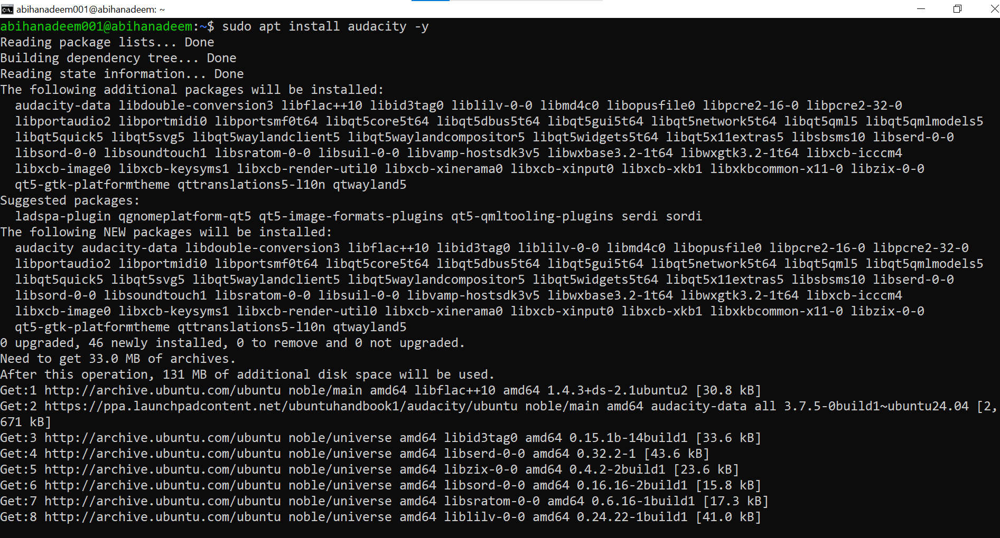 abihanadeem001@abihanadeem: ~
abihanadeem001@abihanadeem:~$ sudo apt install audacity -y
Reading package lists... Done
Building dependency tree... Done
Reading state information... Done
The following additional packages will be installed:
  audacity-data libdouble-conversion3 libflac++10 libid3tag0 liblilv-0-0 libmd4c0 libopusfile0 libpcre2-16-0 libpcre2-32-0
  libportaudio2 libportmidi0 libportsmf0t64 libqt5core5t64 libqt5dbus5t64 libqt5gui5t64 libqt5network5t64 libqt5qml5 libqt5qmlmodels5
  libqt5quick5 libqt5svg5 libqt5waylandclient5 libqt5waylandcompositor5 libqt5widgets5t64 libqt5x11extras5 libsbsms10 libserd-0-0
  libsord-0-0 libsoundtouch1 libsratom-0-0 libsuil-0-0 libvamp-hostsdk3v5 libwxbase3.2-1t64 libwxgtk3.2-1t64 libxcb-icccm4
  libxcb-image0 libxcb-keysyms1 libxcb-render-util0 libxcb-xinerama0 libxcb-xinput0 libxcb-xkb1 libxkbcommon-x11-0 libzix-0-0
  qt5-gtk-platformtheme qttranslations5-l10n qtwayland5
Suggested packages:
  ladspa-plugin qgnomeplatform-qt5 qt5-image-formats-plugins qt5-qmltooling-plugins serdi sordi
The following NEW packages will be installed:
  audacity audacity-data libdouble-conversion3 libflac++10 libid3tag0 liblilv-0-0 libmd4c0 libopusfile0 libpcre2-16-0 libpcre2-32-0
  libportaudio2 libportmidi0 libportsmf0t64 libqt5core5t64 libqt5dbus5t64 libqt5gui5t64 libqt5network5t64 libqt5qml5 libqt5qmlmodels5
  libqt5quick5 libqt5svg5 libqt5waylandclient5 libqt5waylandcompositor5 libqt5widgets5t64 libqt5x11extras5 libsbsms10 libserd-0-0
  libsord-0-0 libsoundtouch1 libsratom-0-0 libsuil-0-0 libvamp-hostsdk3v5 libwxbase3.2-1t64 libwxgtk3.2-1t64 libxcb-icccm4
  libxcb-image0 libxcb-keysyms1 libxcb-render-util0 libxcb-xinerama0 libxcb-xinput0 libxcb-xkb1 libxkbcommon-x11-0 libzix-0-0
  qt5-gtk-platformtheme qttranslations5-l10n qtwayland5
0 upgraded, 46 newly installed, 0 to remove and 0 not upgraded.
Need to get 33.0 MB of archives.
After this operation, 131 MB of additional disk space will be used.
Get:1 http://archive.ubuntu.com/ubuntu noble/main amd64 libflac++10 amd64 1.4.3+ds-2.1ubuntu2 [30.8 kB]
Get:2 https://ppa.launchpadcontent.net/ubuntuhandbook1/audacity/ubuntu noble/main amd64 audacity-data all 3.7.5-0build1~ubuntu24.04 [2,
671 kB]
Get:3 http://archive.ubuntu.com/ubuntu noble/universe amd64 libid3tag0 amd64 0.15.1b-14build1 [33.6 kB]
Get:4 http://archive.ubuntu.com/ubuntu noble/universe amd64 libserd-0-0 amd64 0.32.2-1 [43.6 kB]
Get:5 http://archive.ubuntu.com/ubuntu noble/universe amd64 libzix-0-0 amd64 0.4.2-2build1 [23.6 kB]
Get:6 http://archive.ubuntu.com/ubuntu noble/universe amd64 libsord-0-0 amd64 0.16.16-2build1 [15.8 kB]
Get:7 http://archive.ubuntu.com/ubuntu noble/universe amd64 libsratom-0-0 amd64 0.6.16-1build1 [17.3 kB]
Get:8 http://archive.ubuntu.com/ubuntu noble/universe amd64 liblilv-0-0 amd64 0.24.22-1build1 [41.0 kB]